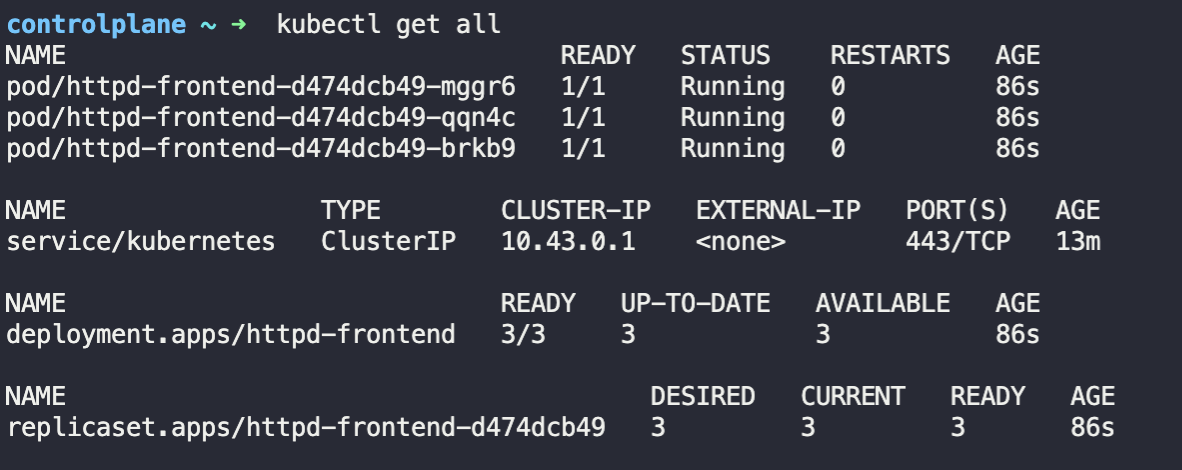 controlplane ~ ➜  kubectl get all
NAME                                 READY   STATUS    RESTARTS   AGE
pod/httpd-frontend-d474dcb49-mggr6   1/1     Running   0          86s
pod/httpd-frontend-d474dcb49-qqn4c   1/1     Running   0          86s
pod/httpd-frontend-d474dcb49-brkb9   1/1     Running   0          86s

NAME                 TYPE        CLUSTER-IP   EXTERNAL-IP   PORT(S)   AGE
service/kubernetes   ClusterIP   10.43.0.1    <none>        443/TCP   13m

NAME                             READY   UP-TO-DATE   AVAILABLE   AGE
deployment.apps/httpd-frontend   3/3     3            3           86s

NAME                                       DESIRED   CURRENT   READY   AGE
replicaset.apps/httpd-frontend-d474dcb49   3         3         3       86s